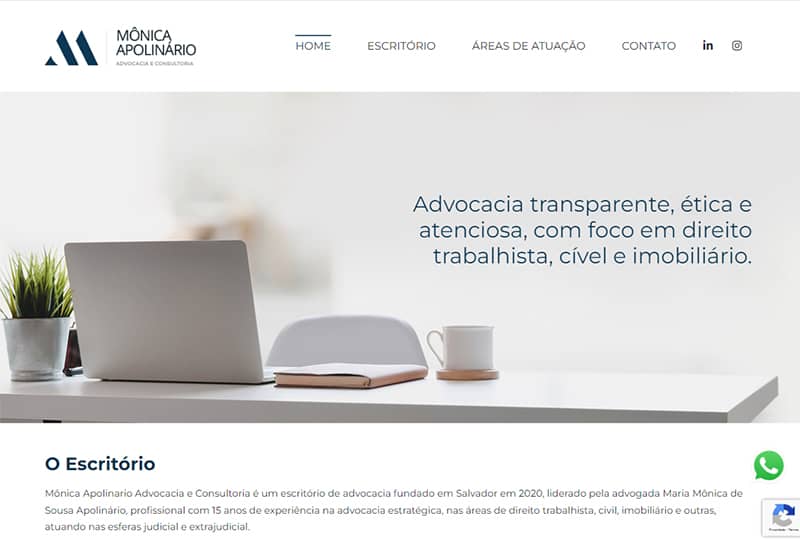 MÔNICA
APOLINÁRIO
ADVOCACIA E CONSULTORIA
HOME ESCRITÓRIO ÁREAS DE ATUAÇÃO CONTATO in
Advocacia transparente, ética e
atenciosa, com foco em direito
trabalhista, cível e imobiliário.
O Escritório
Mônica Apolinario Advocacia e Consultoria é um escritório de advocacia fundado em Salvador em 2020, liderado pela advogada Maria Mônica de
Sousa Apolinário, profissional com 15 anos de experiência na advocacia estratégica, nas áreas de direito trabalhista, civil, imobiliário e outras,
atuando nas esferas judicial e extrajudicial.
Privacidade - Termos